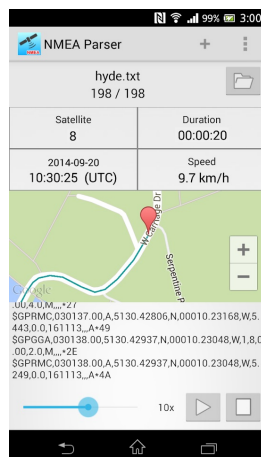 99% 3:00
NMEA Parser
hyde.txt
198 / 198
Satellite
8
Duration
00:00:20
2014-09-20
10:30:25 (UTC)
Speed
9.7 km/h
W Carriage Dr
Serpentine R
Google
.00,4.0,M,,,,*27
$GPRMC,030137.00,A,5130.42806,N,00010.23168,W,5.
443,0.0,161113,,,A*49
$GPGGA,030138.00,5130.42937,N,00010.23048,W,1,8,0
.00,2.0,M,,,,*2E
$GPRMC,030138.00,A,5130.42937,N,00010.23048,W,5.
249,0.0,161113,,,A*4A
10x